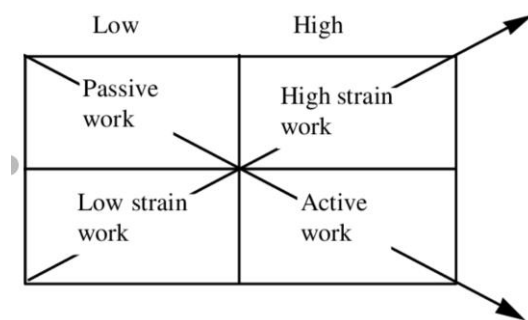 Low
High
Passive
work
High strain
work
Low strain
work
Active
work